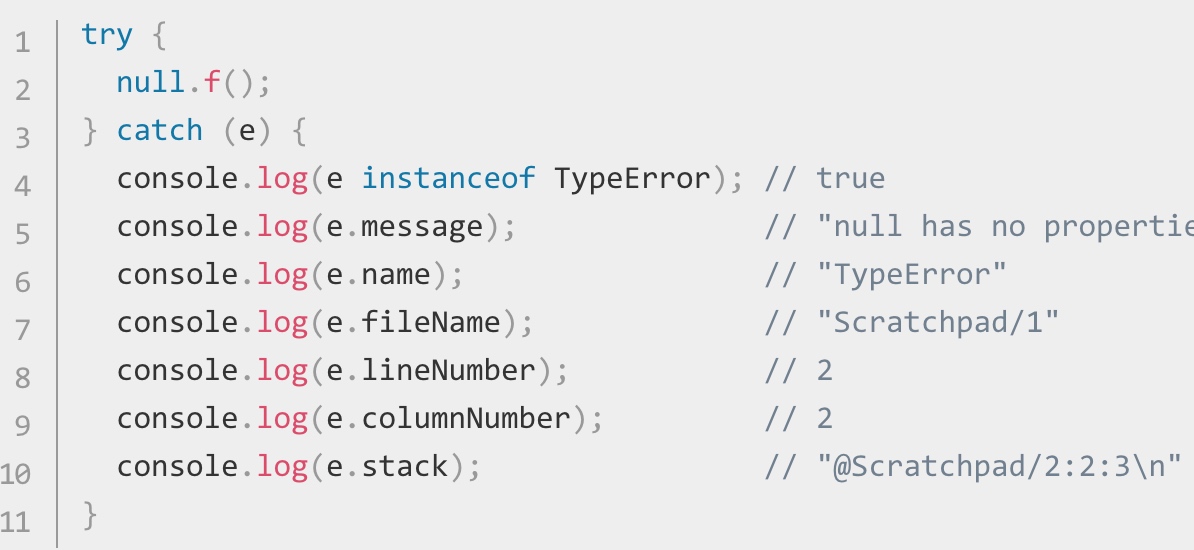 1 try {
2   null.f();
3 } catch (e) {
4   console.log(e instanceof TypeError); // true
5   console.log(e.message);              // "null has no propertie
6   console.log(e.name);                 // "TypeError"
7   console.log(e.fileName);             // "Scratchpad/1"
8   console.log(e.lineNumber);           // 2
9   console.log(e.columnNumber);         // 2
10   console.log(e.stack);                // "@Scratchpad/2:2:3\n"
11 }